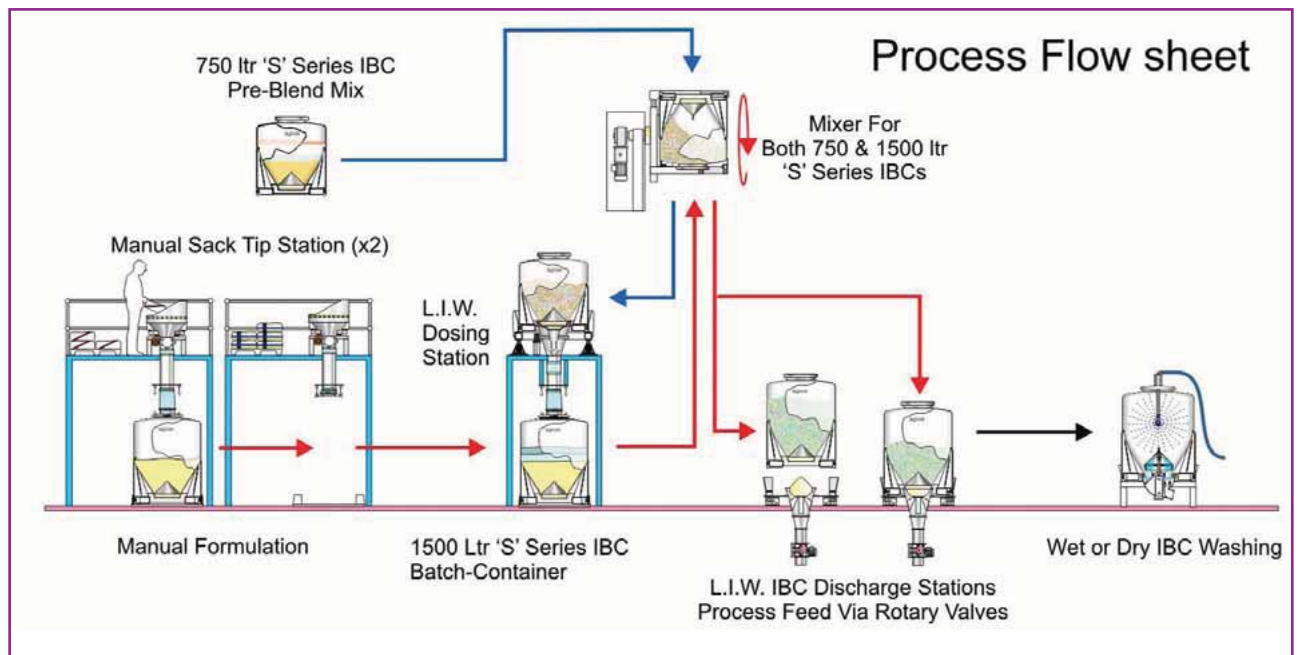 Process Flow sheet
750 ltr ‘S’ Series IBC
Pre-Blend Mix
Mixer For
Both 750 & 1500 ltr
‘S’ Series IBCs
Manual Sack Tip Station (x2)
L.I.W.
Dosing
Station
Manual Formulation
1500 Ltr ‘S’ Series IBC
Batch-Container
L.I.W. IBC Discharge Stations
Process Feed Via Rotary Valves
Wet or Dry IBC Washing